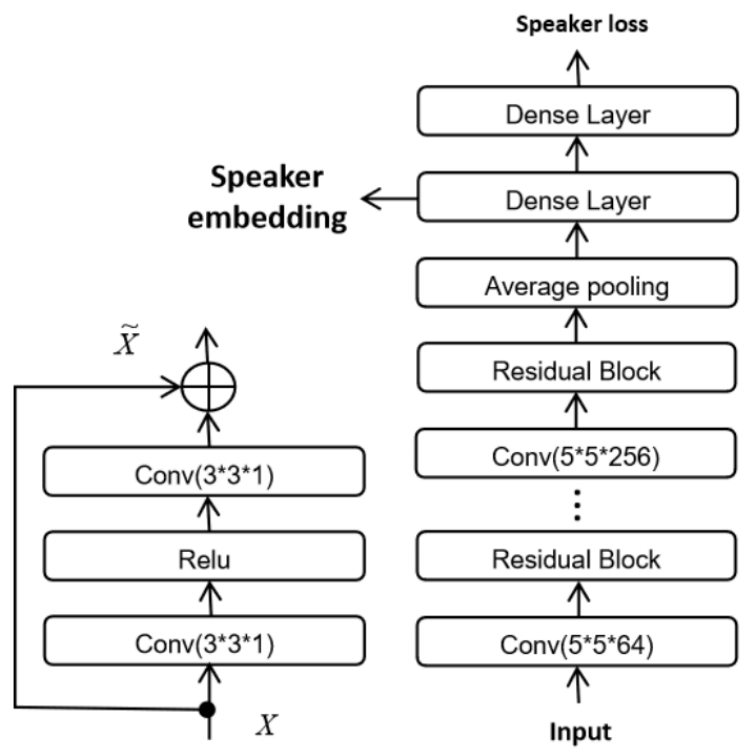 Speaker loss
Dense Layer
Dense Layer
Speaker
embedding
Average pooling
Residual Block
Conv(5*5*256)
⋮
Residual Block
Conv(5*5*64)
Input
X̃
Conv(3*3*1)
Relu
Conv(3*3*1)
X